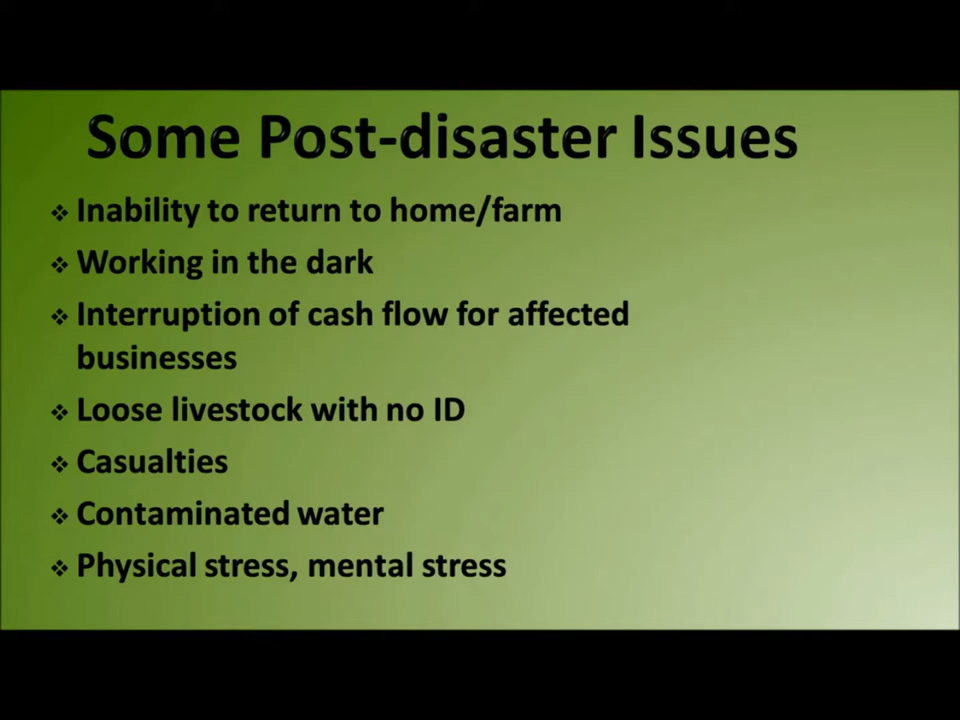 Some Post-disaster Issues
❖ Inability to return to home/farm
❖ Working in the dark
❖ Interruption of cash flow for affected
businesses
❖ Loose livestock with no ID
❖ Casualties
❖ Contaminated water
❖ Physical stress, mental stress